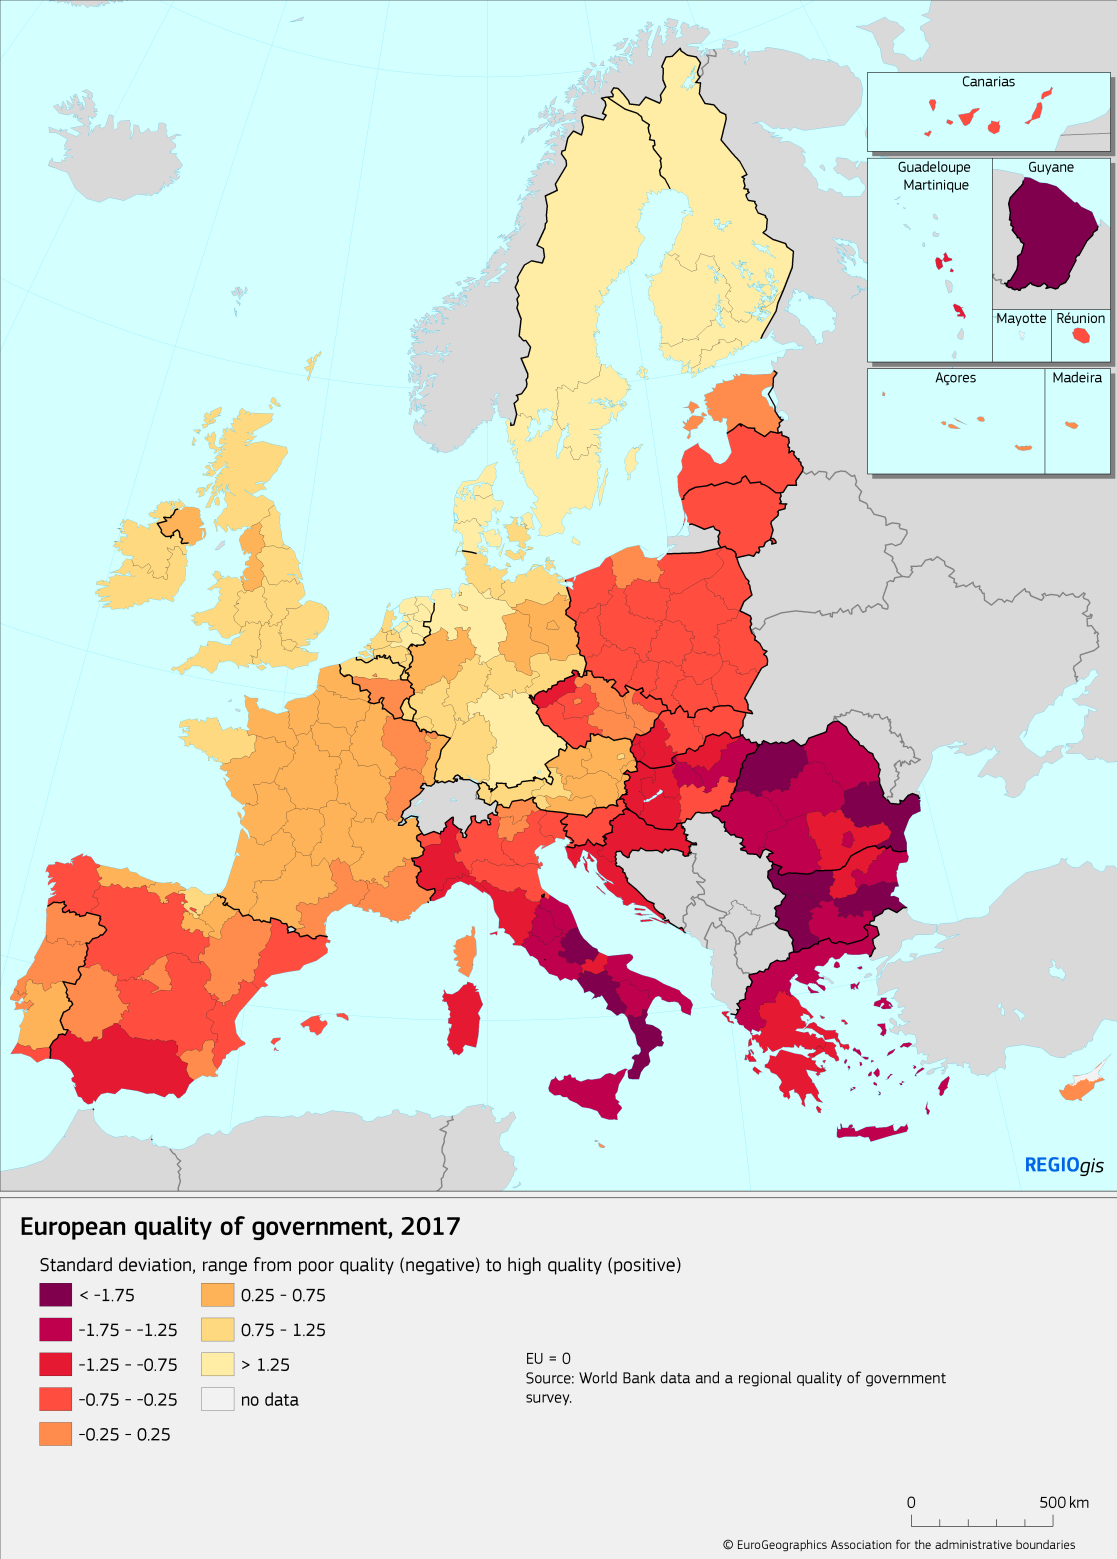 Canarias
Guadeloupe
Martinique
Guyane
Mayotte
Réunion
Açores
Madeira
REGIOgis
European quality of government, 2017
Standard deviation, range from poor quality (negative) to high quality (positive)
< -1.75
-1.75 - -1.25
-1.25 - -0.75
-0.75 - -0.25
-0.25 - 0.25
0.25 - 0.75
0.75 - 1.25
> 1.25
no data
EU = 0
Source: World Bank data and a regional quality of government
survey.
0
500 km
© EuroGeographics Association for the administrative boundaries